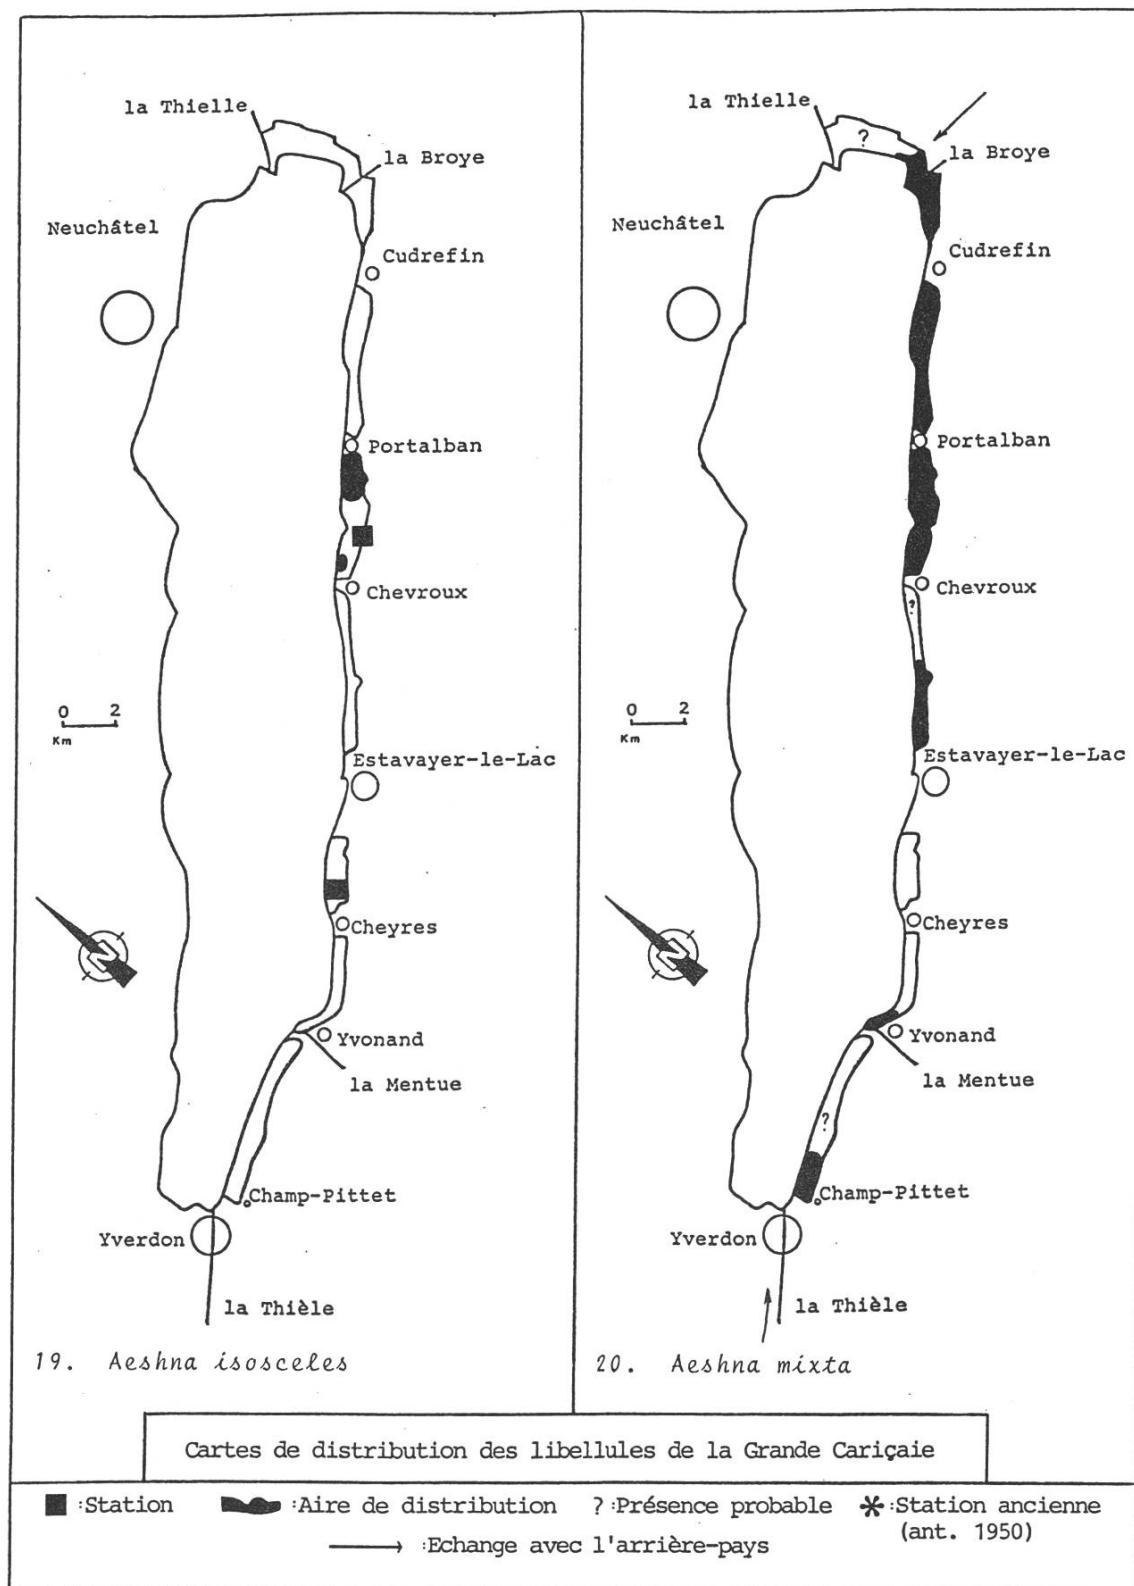 la Thielle
la Broye
Neuchâtel
Cudrefin
Portalban
Chevroux
0 2
Km
Estavayer-le-Lac
Cheyres
Yvonand
la Mentue
Champ-Pittet
Yverdon
la Thièle
19. Aeshna isosceles
la Thielle
?
la Broye
Neuchâtel
Cudrefin
Portalban
Chevroux
?
0 2
Km
Estavayer-le-Lac
Cheyres
Yvonand
la Mentue
?
Champ-Pittet
Yverdon
la Thièle
20. Aeshna mixta
Cartes de distribution des libellules de la Grande Cariçaie
:Station :Aire de distribution ? :Présence probable :Station ancienne
(ant. 1950)
:Echange avec l'arrière-pays